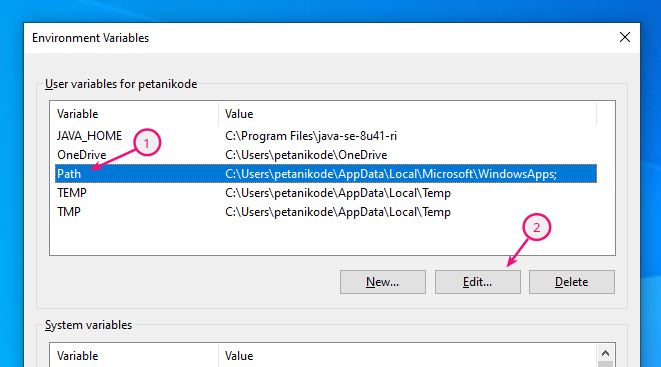 Environment Variables
User variables for petanikode
Variable Value
JAVA_HOME C:\Program Files\java-se-8u41-ri
1
OneDrive C:\Users\petanikode\OneDrive
Path C:\Users\petanikode\AppData\Local\Microsoft\WindowsApps;
TEMP C:\Users\petanikode\AppData\Local\Temp
TMP C:\Users\petanikode\AppData\Local\Temp
2
New... Edit... Delete
System variables
Variable Value